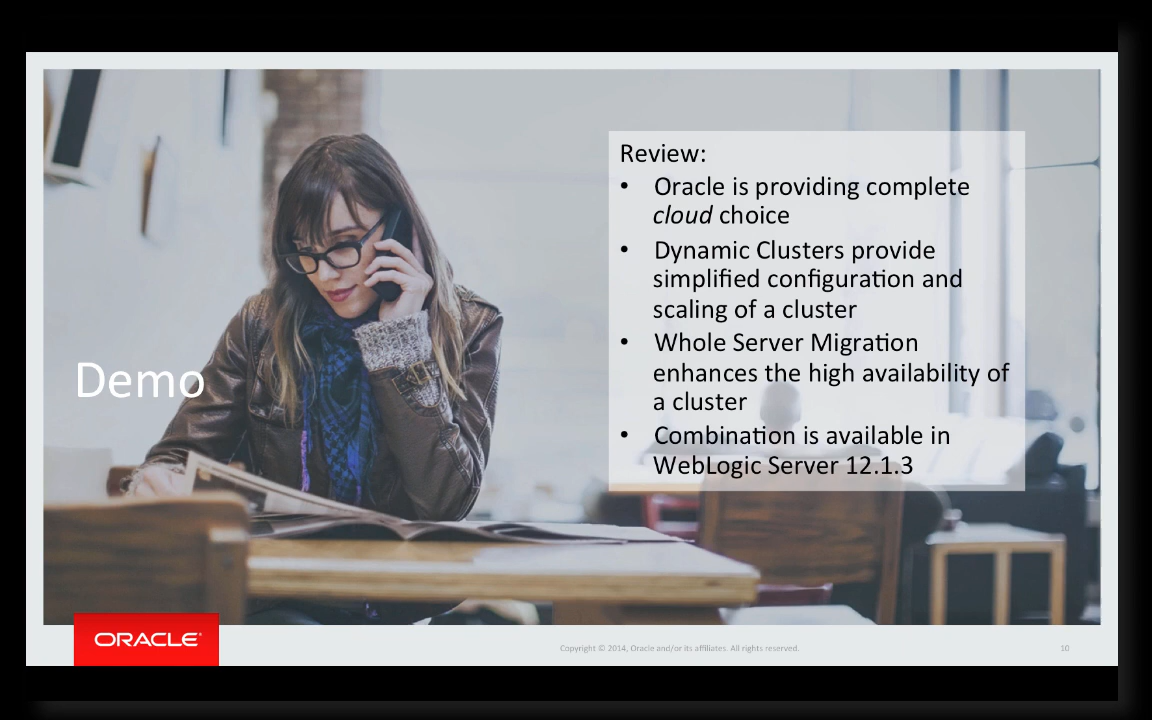 Review:
• Oracle is providing complete
cloud choice
• Dynamic Clusters provide
simplified configuration and
scaling of a cluster
• Whole Server Migration
enhances the high availability of
a cluster
• Combination is available in
WebLogic Server 12.1.3
Demo
ORACLE®
Copyright © 2014, Oracle and/or its affiliates. All rights reserved.
10